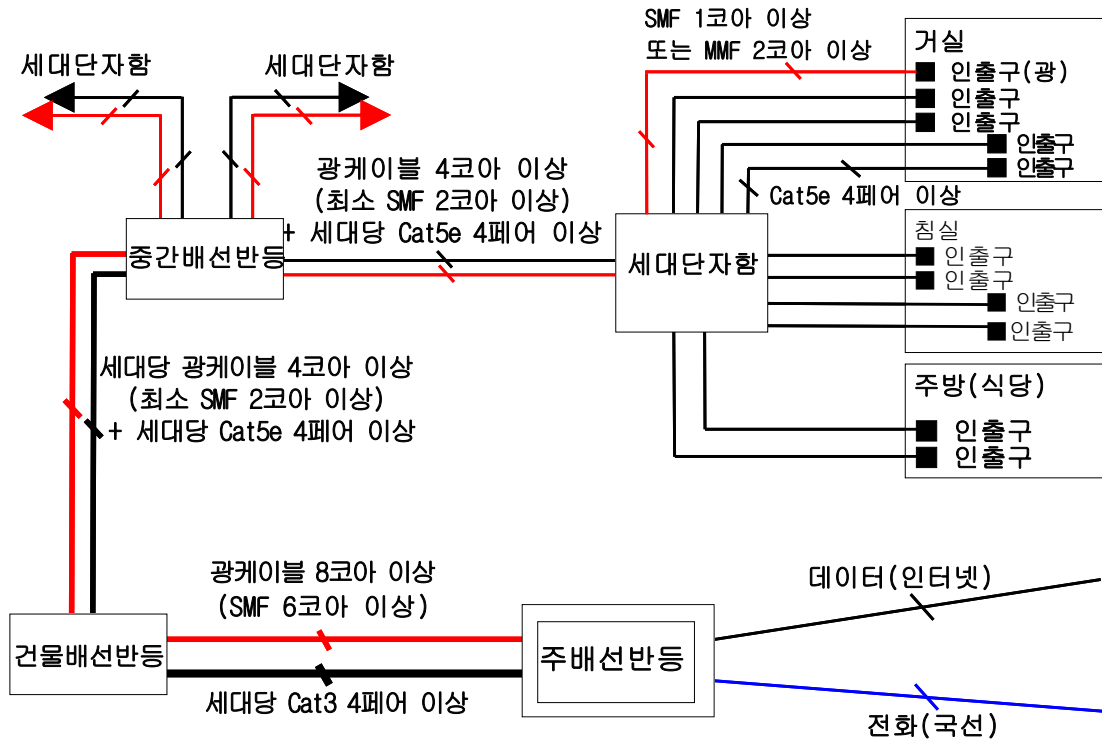 SMF 1코아 이상
또는 MMF 2코아 이상
거실
인출구(광)
인출구
인출구
인출구
인출구
세대단자함
세대단자함
광케이블 4코아 이상
(최소 SMF 2코아 이상)
+ 세대당 Cat5e 4페어 이상
Cat5e 4페어 이상
중간배선반등
세대단자함
침실
인출구
인출구
인출구
인출구
세대당 광케이블 4코아 이상
(최소 SMF 2코아 이상)
+ 세대당 Cat5e 4페어 이상
주방(식당)
인출구
인출구
광케이블 8코아 이상
(SMF 6코아 이상)
데이터(인터넷)
건물배선반등
주배선반등
세대당 Cat3 4페어 이상
전화(국선)